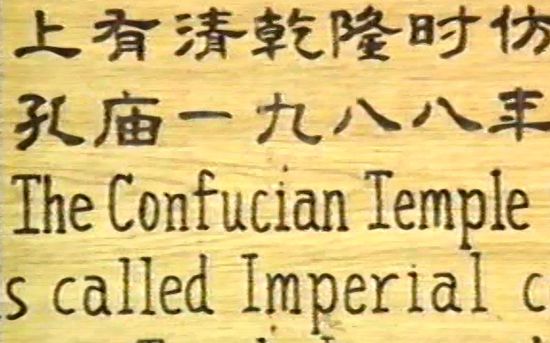 上有清乾隆时仿
孔庙一九八八年
The Confucian Temple
s called Imperial c